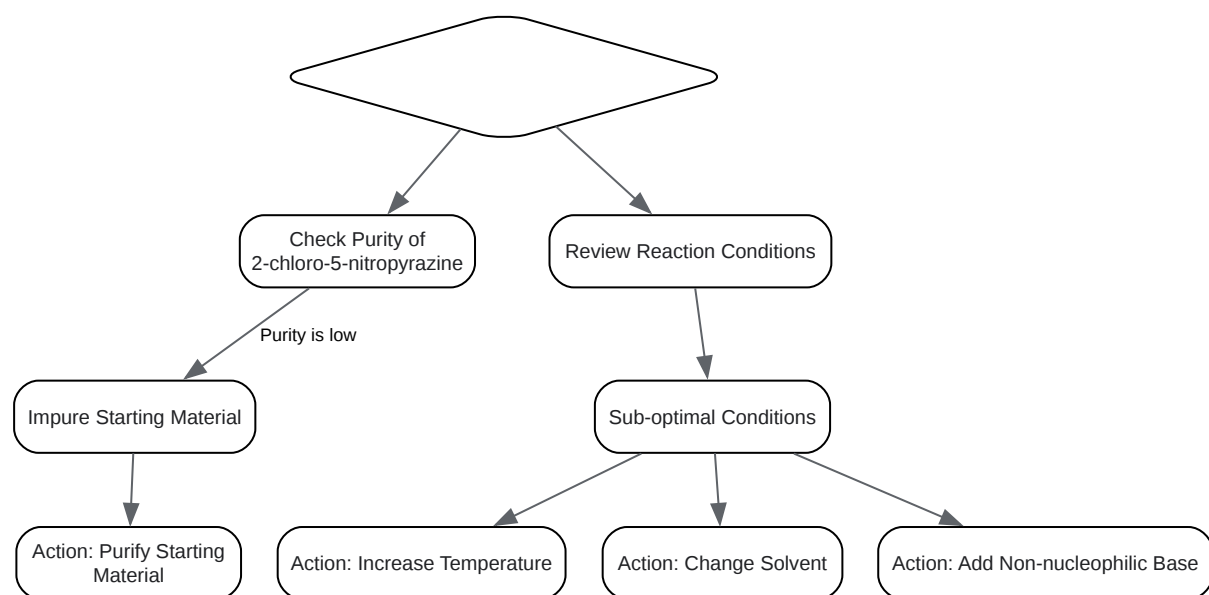 Check Purity of
2-chloro-5-nitropyrazine
Review Reaction Conditions
Purity is low
Impure Starting Material
Sub-optimal Conditions
Action: Purify Starting
Material
Action: Increase Temperature
Action: Change Solvent
Action: Add Non-nucleophilic Base